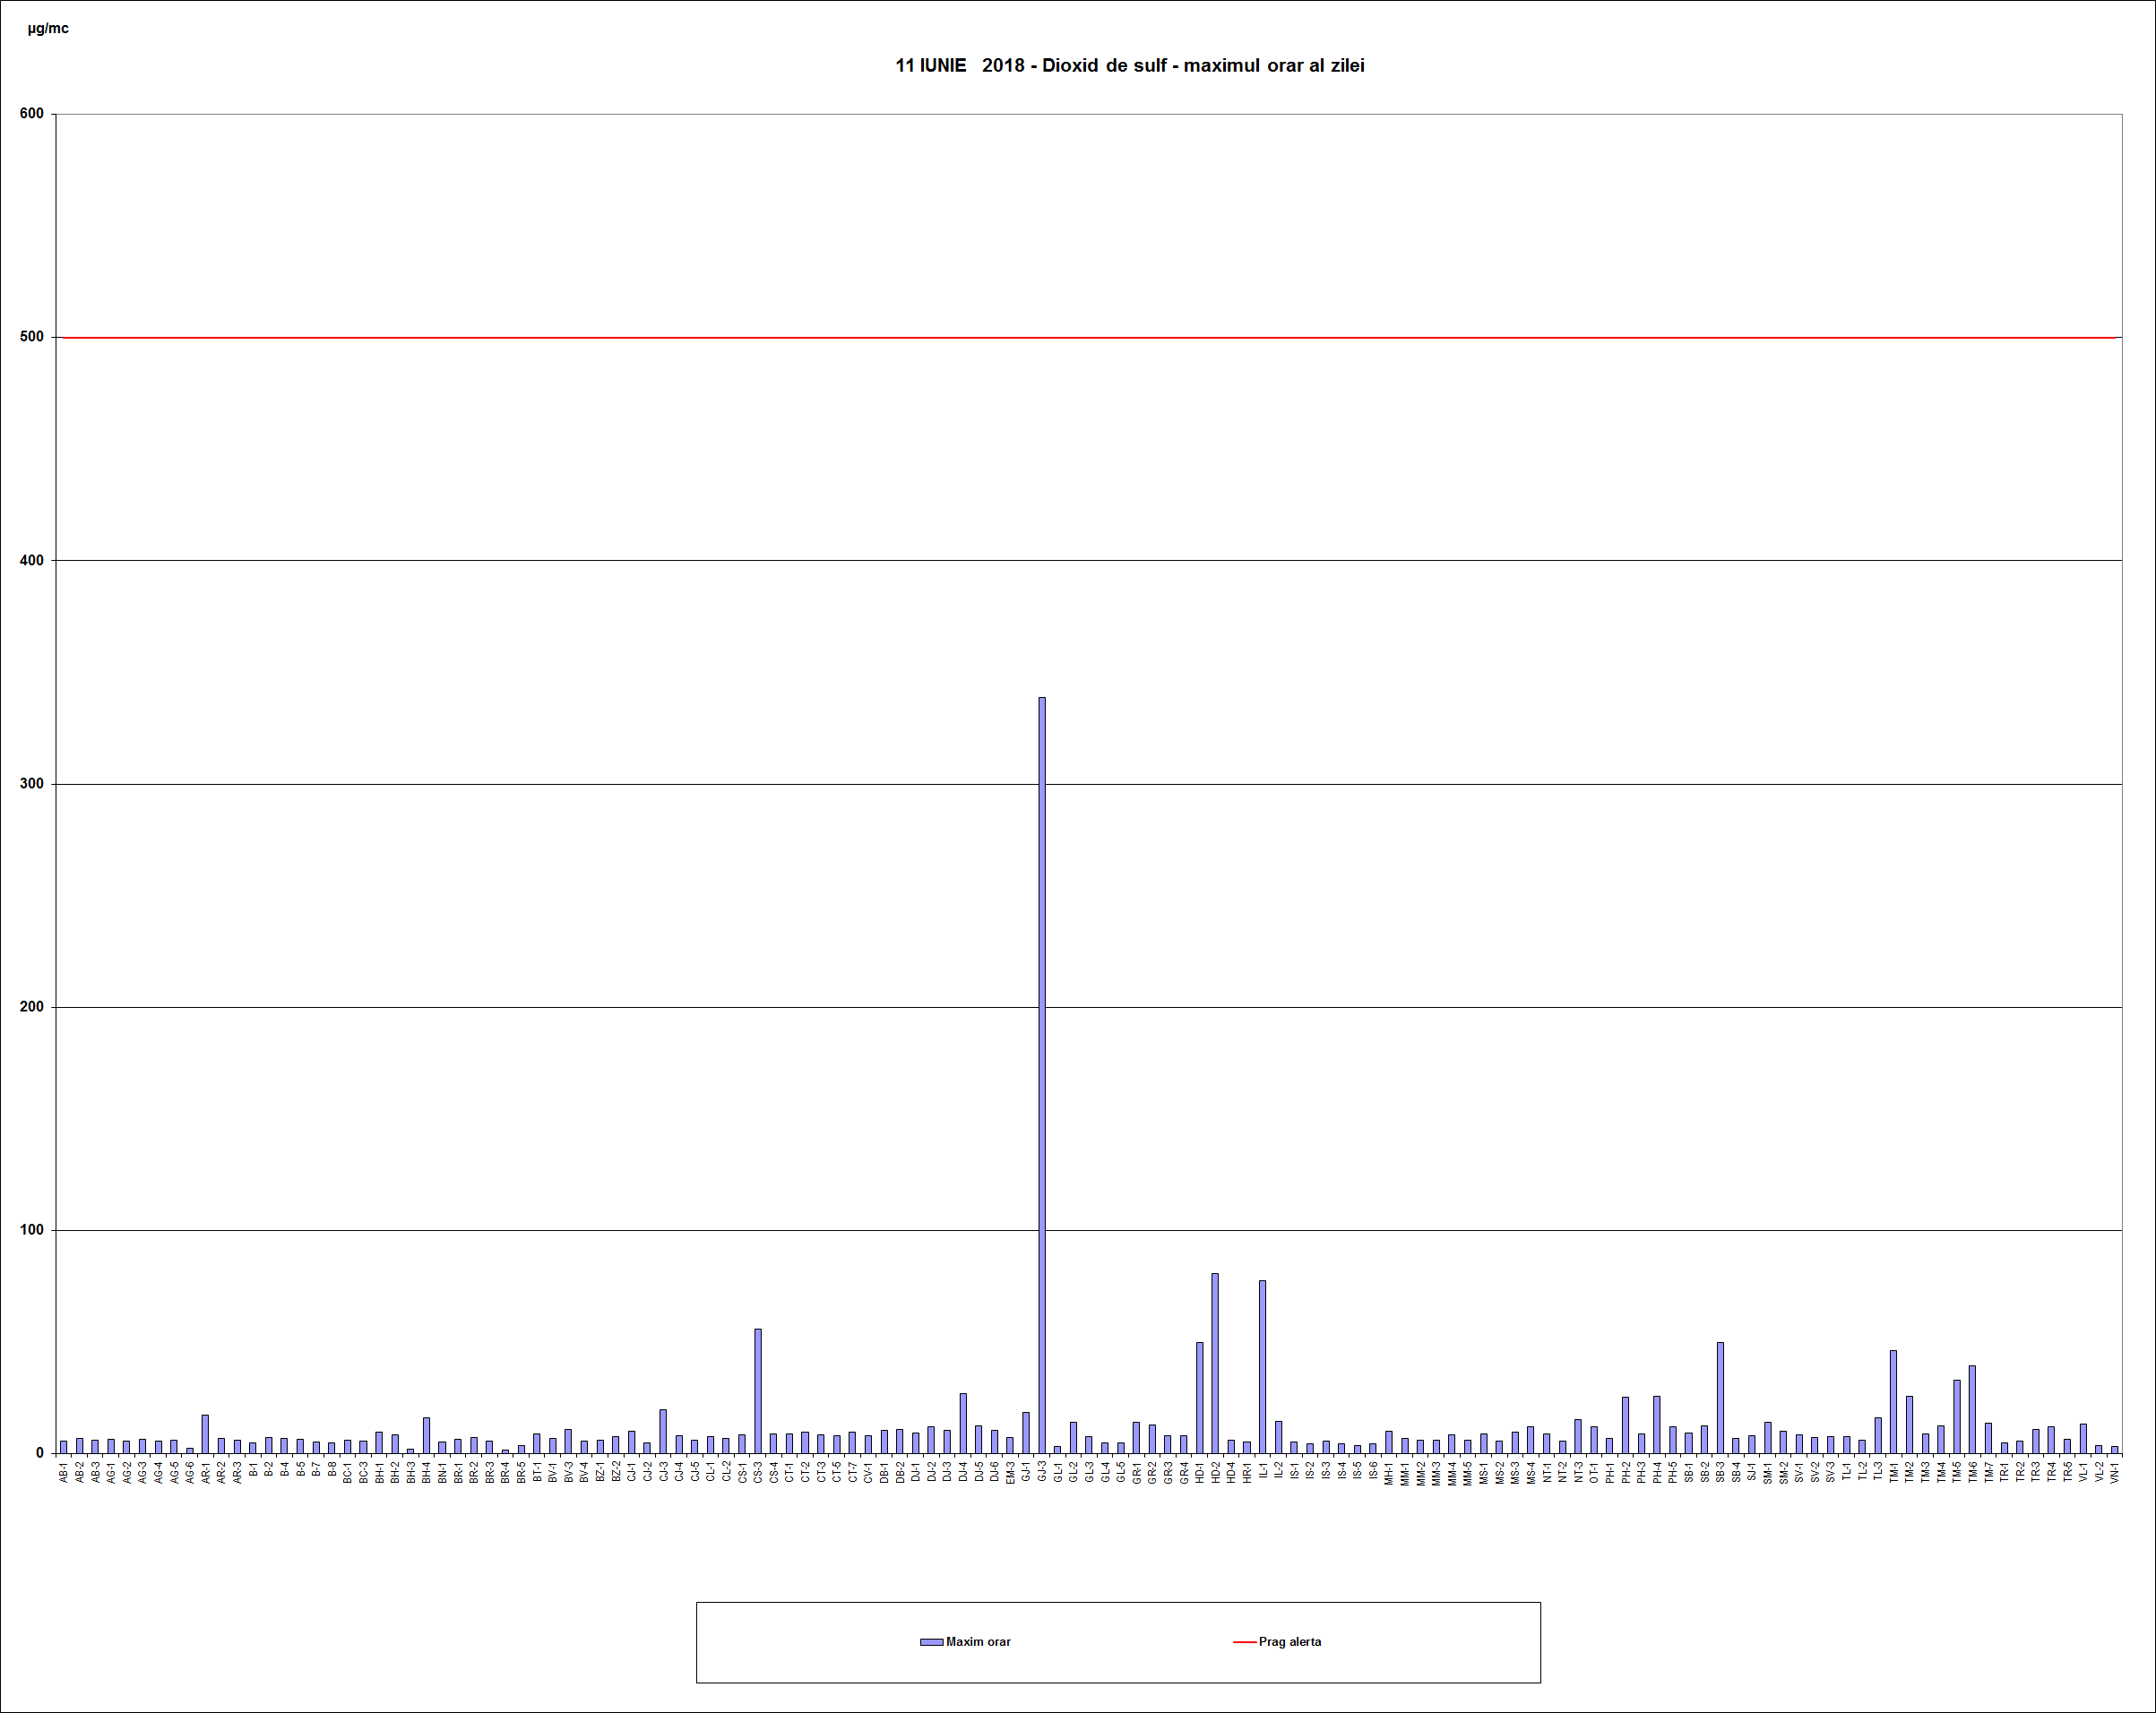 µg/mc
11 IUNIE 2018 - Dioxid de sulf - maximul orar al zilei
600
500
400
300
200
100
0
AB-1 AB-2 AB-3 AG-1 AG-2 AG-3 AG-4 AG-5 AG-6 AR-1 AR-2 AR-3 B-1 B-2 B-4 B-5 B-7 B-8 BC-1 BC-3 BH-1 BH-2 BH-3 BH-4 BN-1 BR-1 BR-2 BR-3 BR-4 BR-5 BT-1 BV-1 BV-3 BV-4 BZ-1 BZ-2 CJ-1 CJ-2 CJ-3 CJ-4 CJ-5 CL-1 CL-2 CS-1 CS-3 CS-4 CT-1 CT-2 CT-3 CT-5 CT-7 CV-1 DB-1 DB-2 DJ-1 DJ-2 DJ-3 DJ-4 DJ-5 DJ-6 EM-3 GJ-1 GJ-3 GL-1 GL-2 GL-3 GL-4 GL-5 GR-1 GR-2 GR-3 GR-4 HD-1 HD-2 HD-4 HR-1 IL-1 IL-2 IS-1 IS-2 IS-3 IS-4 IS-5 IS-6 MH-1 MM-1 MM-2 MM-3 MM-4 MM-5 MS-1 MS-2 MS-3 MS-4 NT-1 NT-2 NT-3 OT-1 PH-1 PH-2 PH-3 PH-4 PH-5 SB-1 SB-2 SB-3 SB-4 SJ-1 SM-1 SM-2 SV-1 SV-2 SV-3 TL-1 TL-2 TL-3 TM-1 TM-2 TM-3 TM-4 TM-5 TM-6 TM-7 TR-1 TR-2 TR-3 TR-4 TR-5 VL-1 VL-2 VN-1
Maxim orar Prag alerta